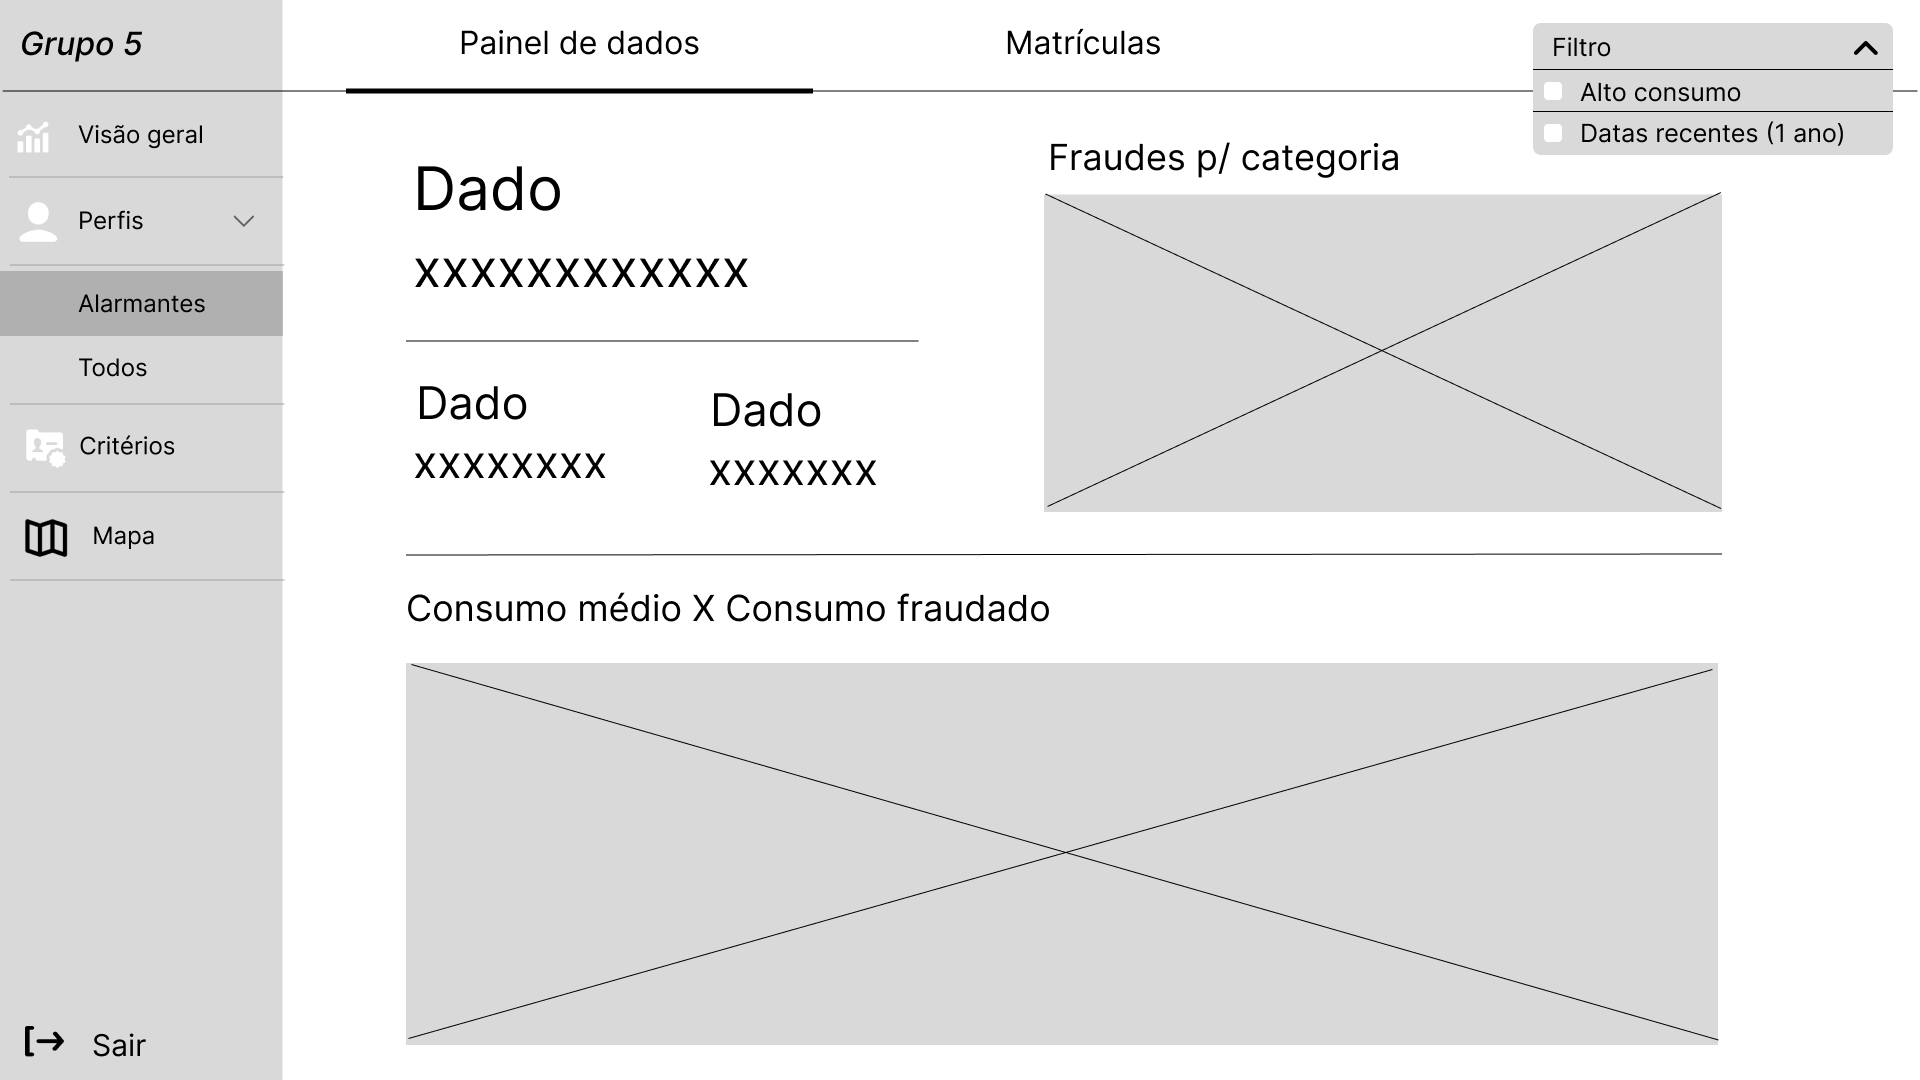 Grupo 5
Painel de dados
Matrículas
Filtro
Alto consumo
Datas recentes (1 ano)
Visão geral
Perfis
Alarmantes
Todos
Critérios
Mapa
Sair
Dado
XXXXXXXXXXXX
Dado
XXXXXXXX
Dado
XXXXXXX
Fraudes p/ categoria
Consumo médio X Consumo fraudado